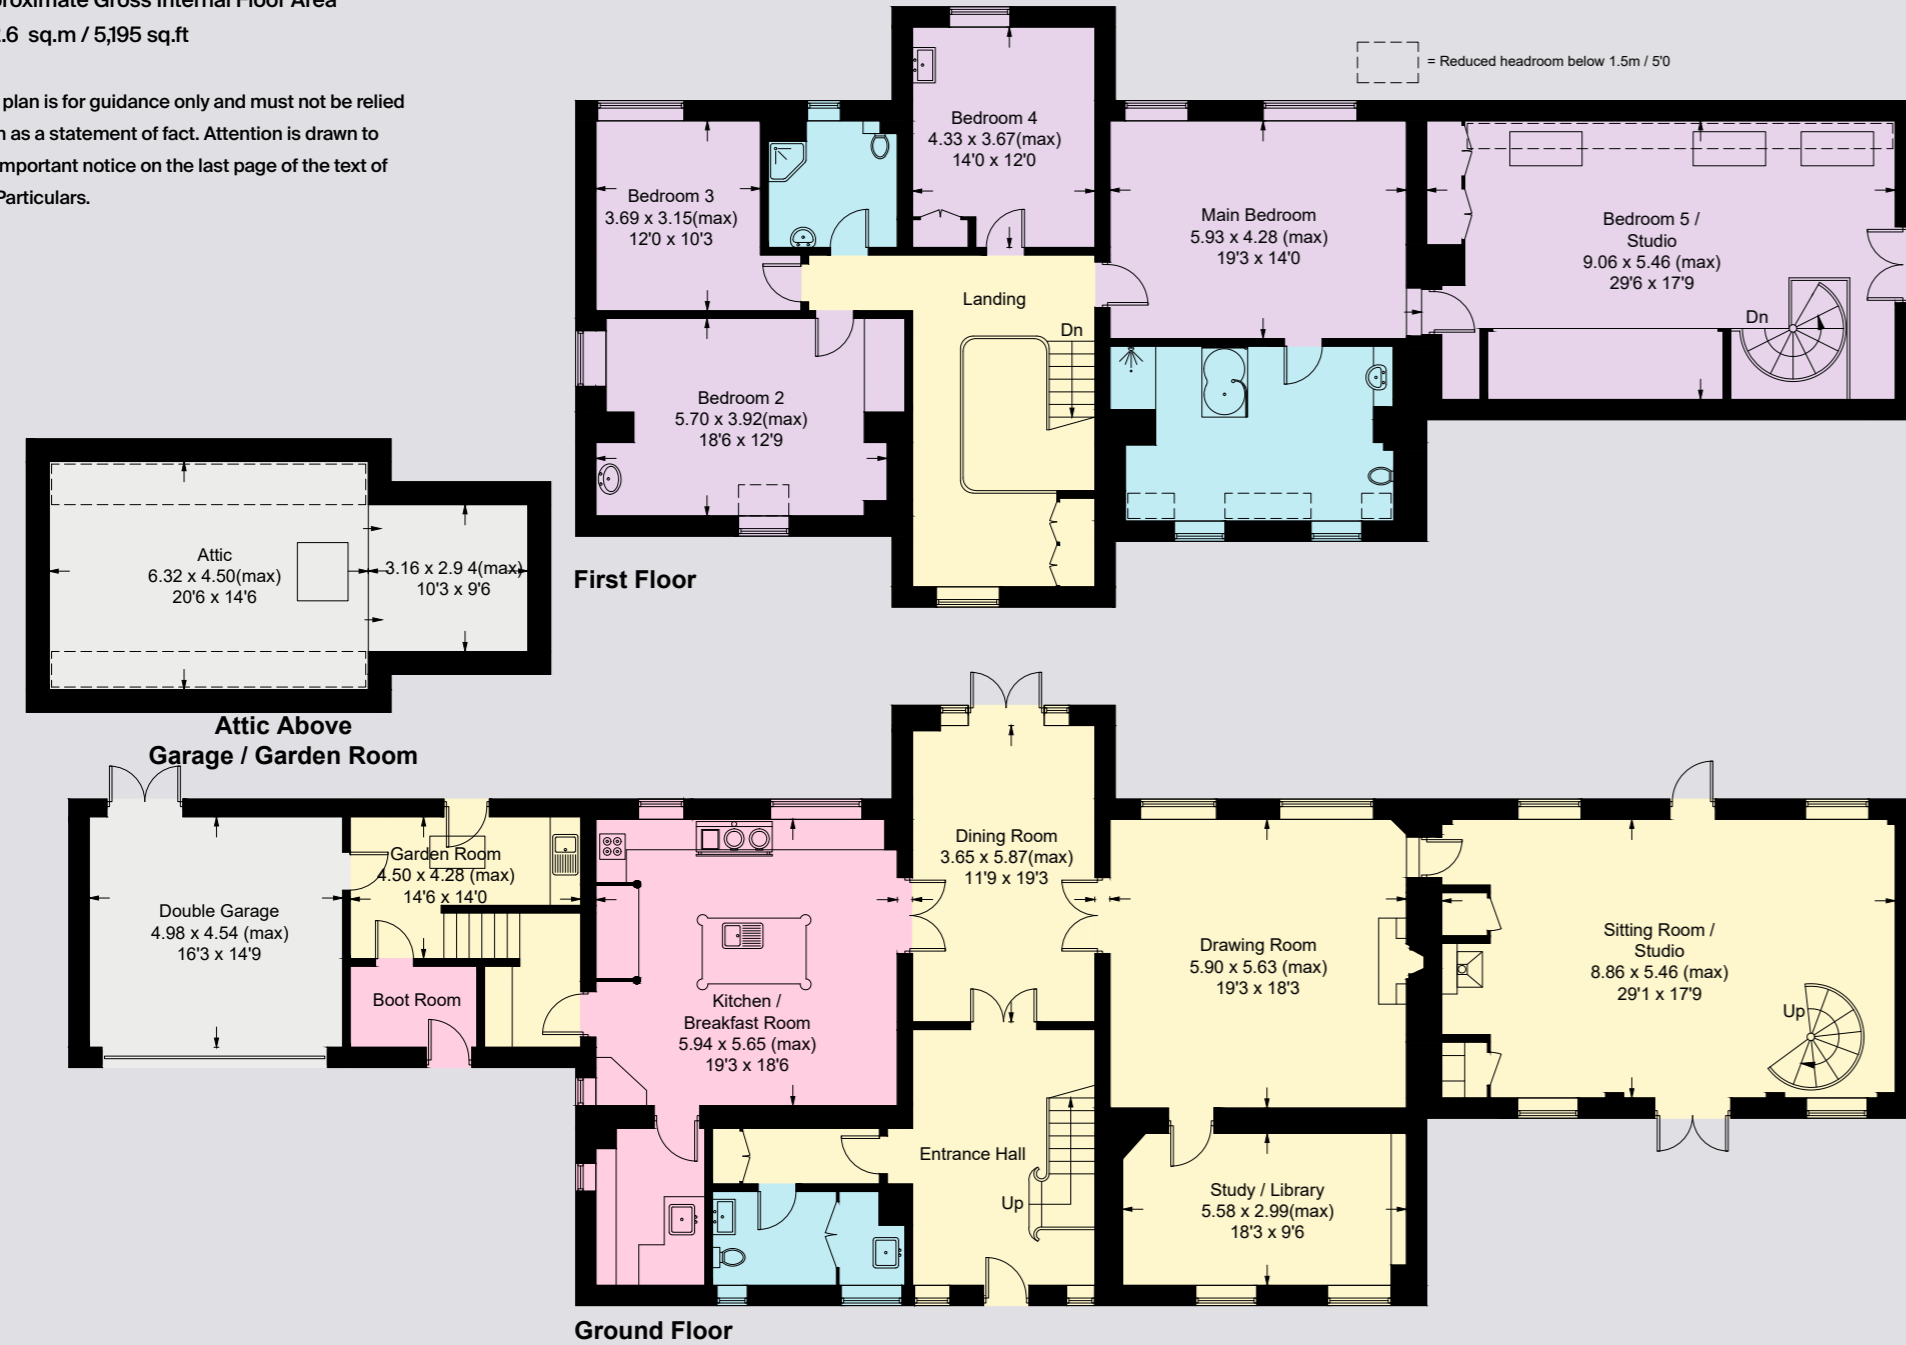 Gross Internal Floor Area
.6 sq.m / 5,195 sq.ft
plan is for guidance only and must not be relied
as a statement of fact. Attention is drawn to
important notice on the last page of the text of
Particulars.
= Reduced headroom below 1.5m / 5'0
Bedroom 4
4.33 x 3.67(max)
14'0 x 12'0
Bedroom 3
3.69 x 3.15(max)
12'0 x 10'3
Main Bedroom
5.93 x 4.28 (max)
19'3 x 14'0
Bedroom 5 /
Studio
9.06 x 5.46 (max)
29'6 x 17'9
Dn
Landing
Dn
Bedroom 2
5.70 x 3.92(max)
18'6 x 12'9
First Floor
Attic
6.32 x 4.50(max)
20'6 x 14'6
3.16 x 2.9 4(max)
10'3 x 9'6
Attic Above
Garage / Garden Room
Double Garage
4.98 x 4.54 (max)
16'3 x 14'9
Garden Room
4.50 x 4.28 (max)
14'6 x 14'0
Boot Room
Kitchen /
Breakfast Room
5.94 x 5.65 (max)
19'3 x 18'6
Dining Room
3.65 x 5.87(max)
11'9 x 19'3
Drawing Room
5.90 x 5.63 (max)
19'3 x 18'3
Sitting Room /
Studio
8.86 x 5.46 (max)
29'1 x 17'9
Up
Entrance Hall
Up
Study / Library
5.58 x 2.99(max)
18'3 x 9'6
Ground Floor